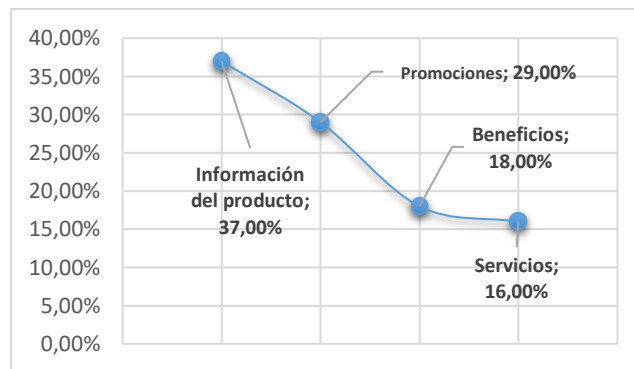 40,00%
35,00%
30,00%
25,00%
20,00%
15,00%
10,00%
5,00%
0,00%
Información
del producto;
37,00%
Promociones; 29,00%
Beneficios;
18,00%
Servicios;
16,00%